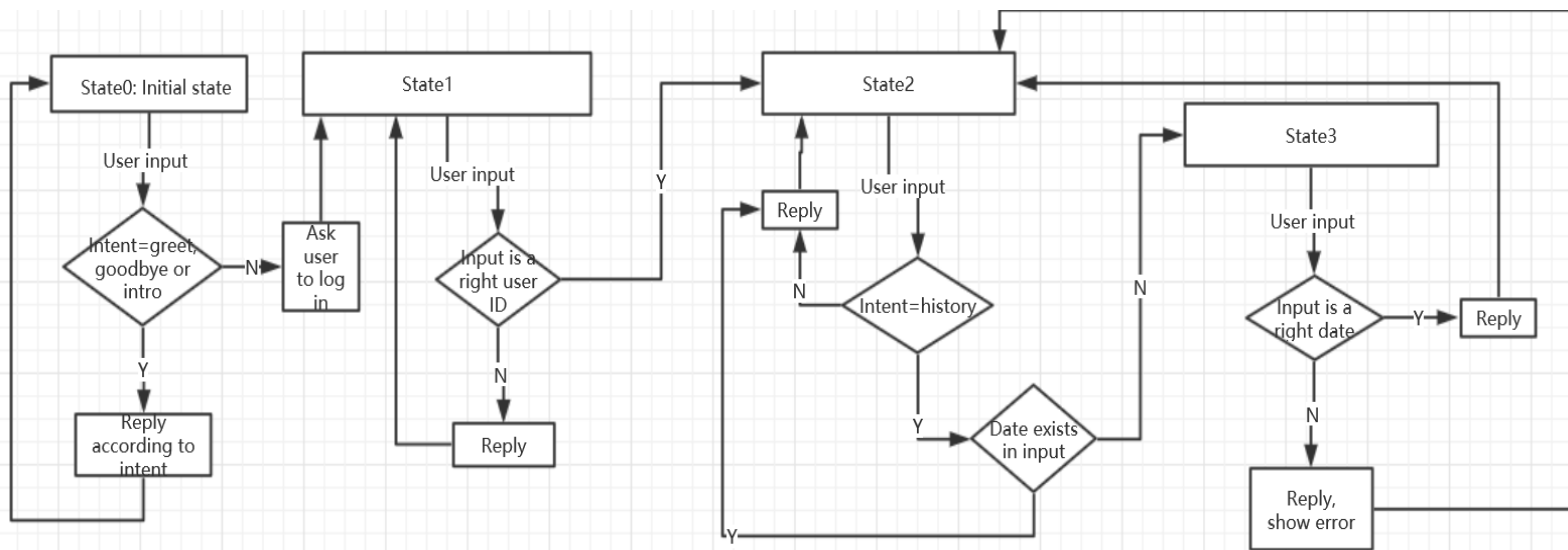 State0: Initial state
User input
Intent=greet,
goodbye or
intro
N
Ask
user
to log
in
Y
Reply
according to
intent
State1
User input
Input is a
right user
ID
Y
N
Reply
State2
User input
Reply
N
Intent=history
Y
Date exists
in input
Y
N
State3
User input
Input is a
right date
Y
Reply
N
Reply,
show error